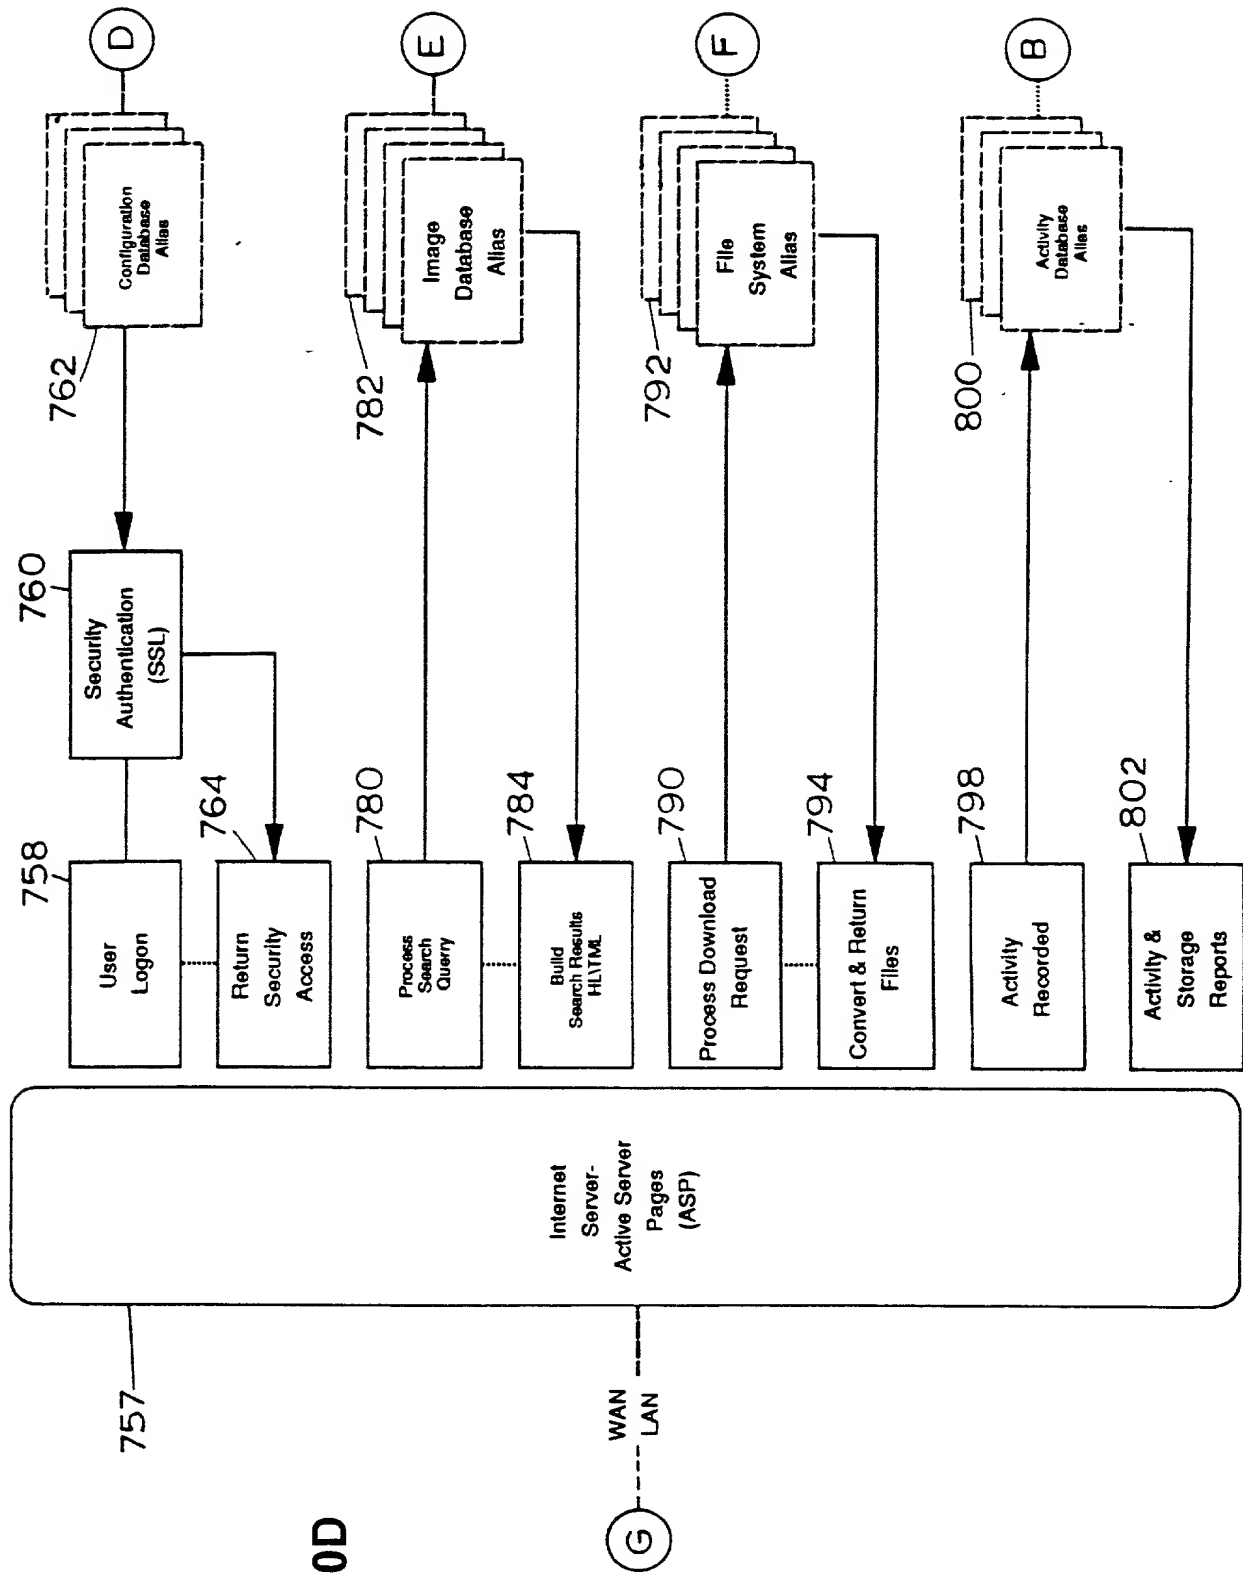 D
E
F
B
Configuration
Database
Alias
762
760
Security
Authentication
(SSL)
758
User
Logon
764
Return
Security
Access
Image
Database
Alias
782
780
Process
Search
Query
784
Build
Search Results
HL\TML
File
System
Alias
792
790
Process Download
Request
794
Convert & Return
Files
Activity
Database
Alias
800
798
Activity
Recorded
802
Activity &
Storage
Reports
Internet
Server-
Active Server
Pages
(ASP)
757
WAN
LAN
G
0D